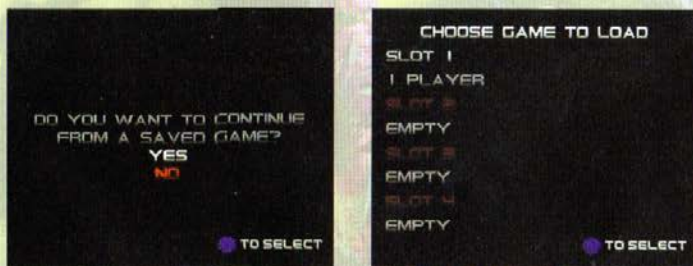 DO YOU WANT TO CONTINUE
FROM A SAVED GAME?
YES
NO
TO SELECT
CHOOSE GAME TO LOAD
SLOT 1
1 PLAYER
SLOT 2
EMPTY
SLOT 3
EMPTY
SLOT 4
EMPTY
TO SELECT